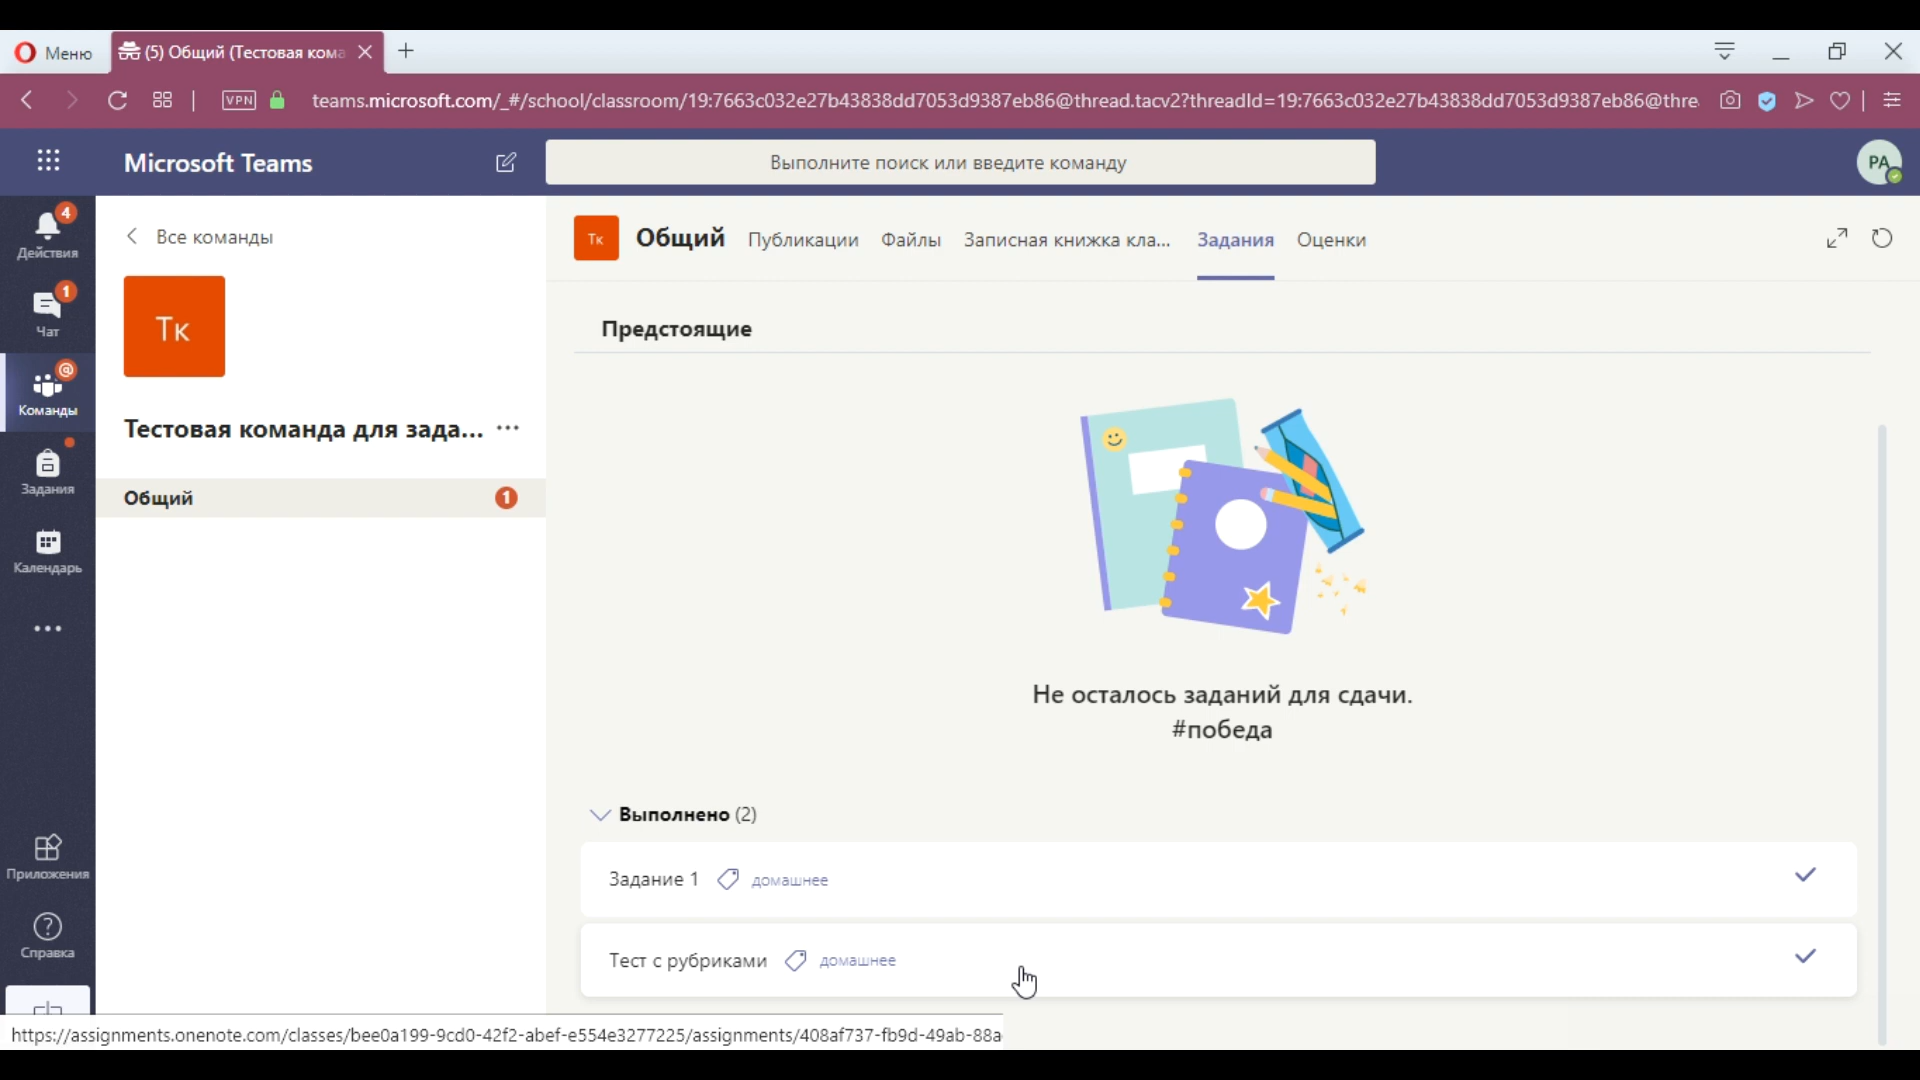 Меню
(5) Общий (Тестовая кома
VPN
teams.microsoft.com/_#/school/classroom/19:7663c032e27b43838dd7053d9387eb86@thread.tacv2?threadId=19:7663c032e27b43838dd7053d9387eb86@thre
Microsoft Teams
Выполните поиск или введите команду
PA
4
Действия
1
Чат
@
Команды
Задания
Календарь
Приложения
Справка
Все команды
Тк
Тестовая команда для зада...
Общий
1
Тк
Общий
Публикации
Файлы
Записная книжка кла...
Задания
Оценки
Предстоящие
Не осталось заданий для сдачи.
#победа
Выполнено (2)
Задание 1
домашнее
Тест с рубриками
домашнее
https://assignments.onenote.com/classes/bee0a199-9cd0-42f2-abef-e554e3277225/assignments/408af737-fb9d-49ab-88a